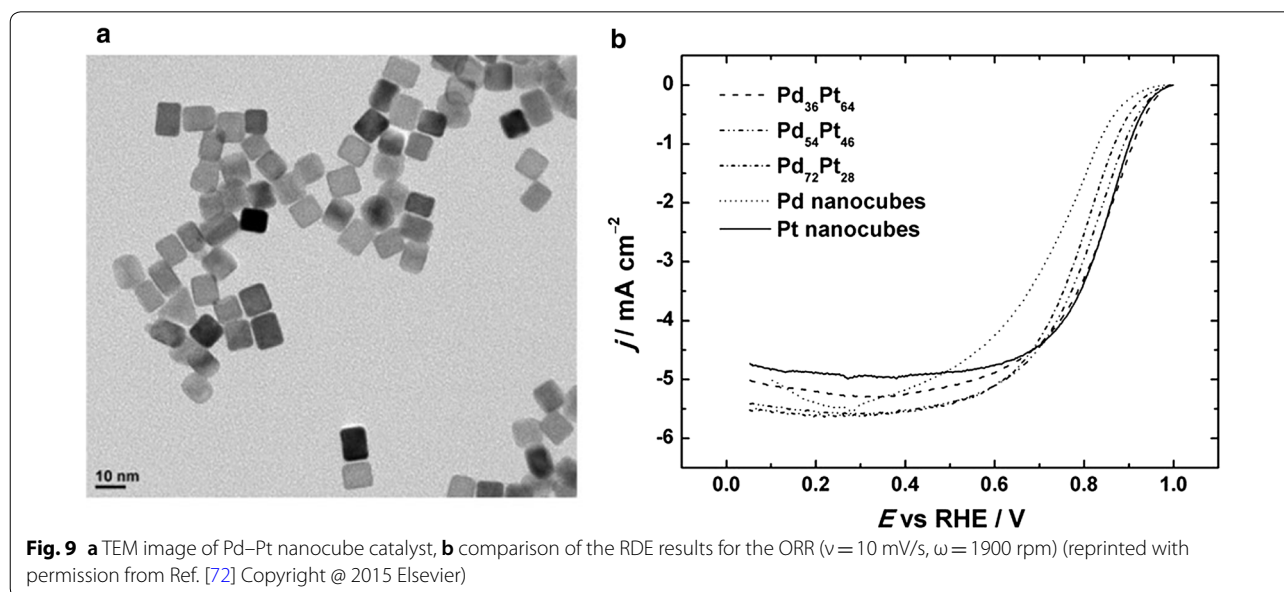 a
10 nm
b
Pd36Pt64
Pd54Pt46
Pd72Pt28
Pd nanocubes
Pt nanocubes
0
-1
-2
-3
-4
-5
-6
j / mA cm−2
0.0 0.2 0.4 0.6 0.8 1.0
E vs RHE / V
Fig. 9 a TEM image of Pd–Pt nanocube catalyst, b comparison of the RDE results for the ORR (ν = 10 mV/s, ω = 1900 rpm) (reprinted with
permission from Ref. [72] Copyright @ 2015 Elsevier)